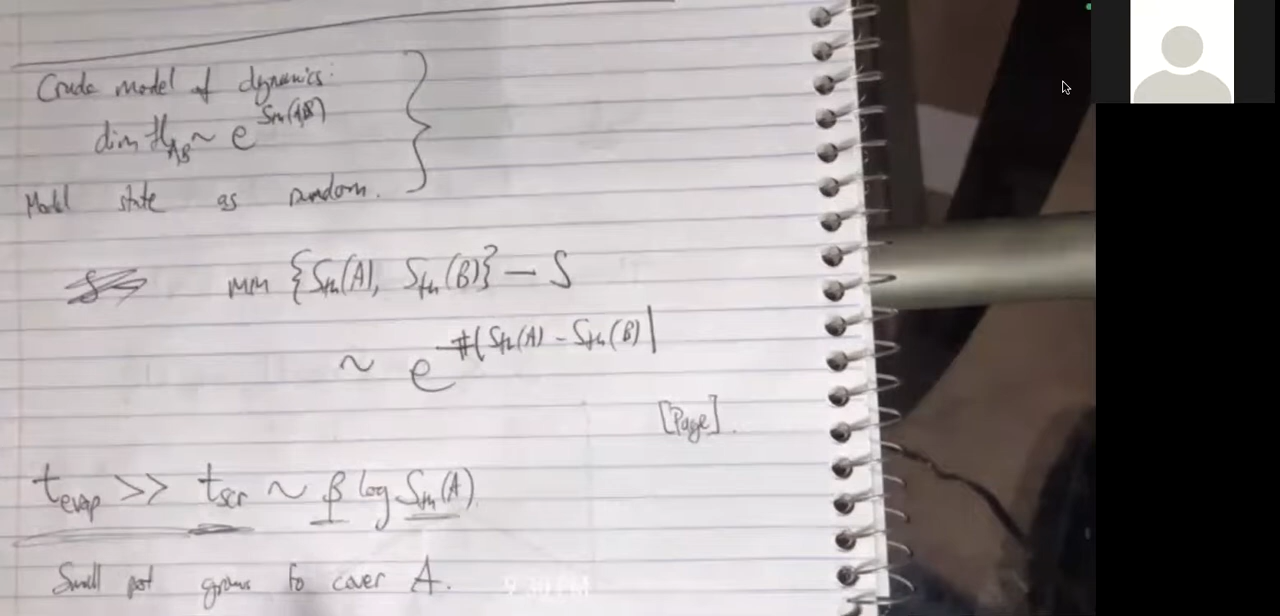 Crude model of dynamics:
dim H_AB ~ e^{S_th(AB)}
Model state as random.
min {S_th(A), S_th(B)} — S
~ e^{-#|S_th(A) - S_th(B)|}
[Page].
t_evap >> t_scr ~ β log S_th(A).
Small pert grows to cover A.